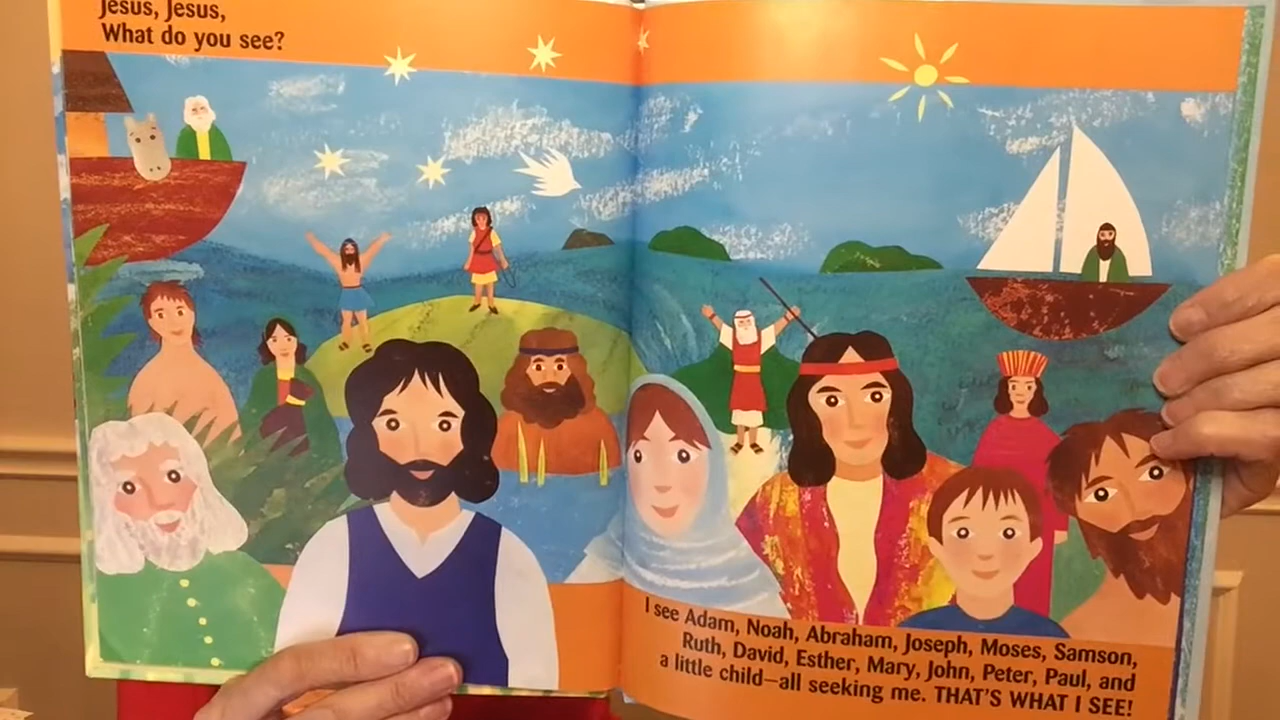 Jesus, Jesus,
What do you see?
I see Adam, Noah, Abraham, Joseph, Moses, Samson,
Ruth, David, Esther, Mary, John, Peter, Paul, and
a little child—all seeking me. THAT'S WHAT I SEE!